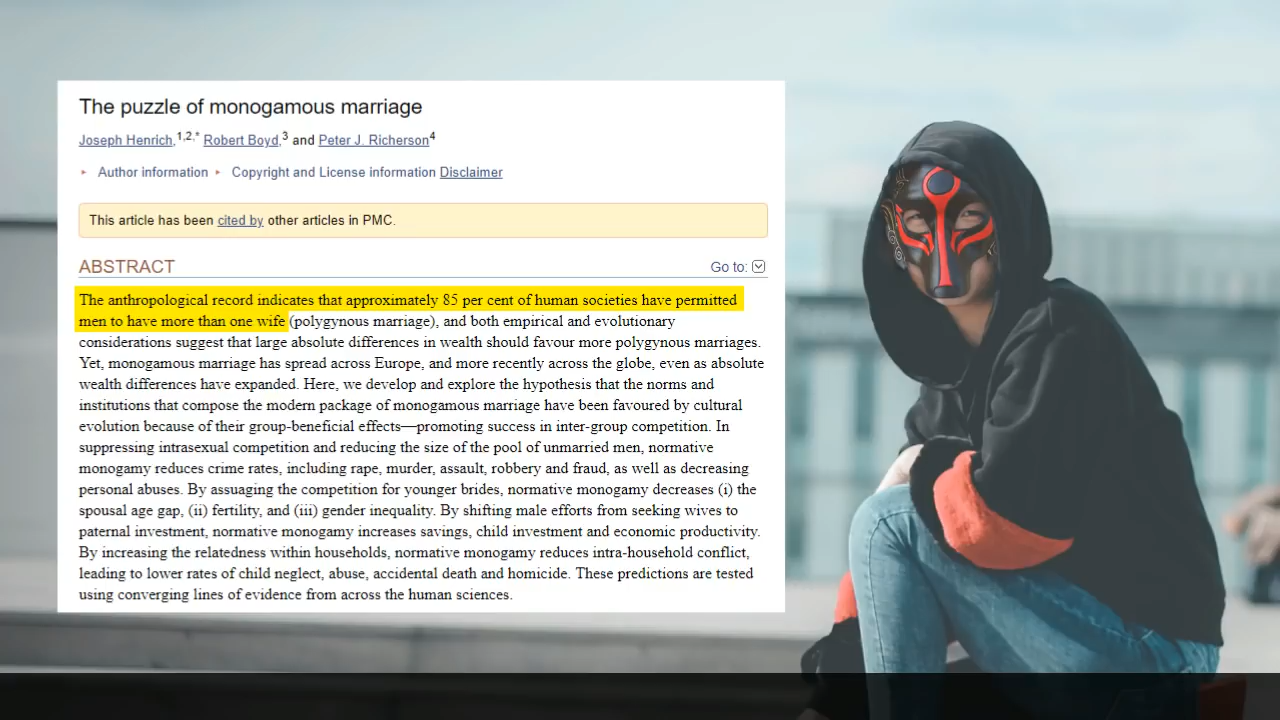 The puzzle of monogamous marriage
Joseph Henrich,1,2,* Robert Boyd,3 and Peter J. Richerson4
▸ Author information ▸ Copyright and License information Disclaimer
This article has been cited by other articles in PMC.
ABSTRACT Go to:
The anthropological record indicates that approximately 85 per cent of human societies have permitted
men to have more than one wife (polygynous marriage), and both empirical and evolutionary
considerations suggest that large absolute differences in wealth should favour more polygynous marriages.
Yet, monogamous marriage has spread across Europe, and more recently across the globe, even as absolute
wealth differences have expanded. Here, we develop and explore the hypothesis that the norms and
institutions that compose the modern package of monogamous marriage have been favoured by cultural
evolution because of their group-beneficial effects—promoting success in inter-group competition. In
suppressing intrasexual competition and reducing the size of the pool of unmarried men, normative
monogamy reduces crime rates, including rape, murder, assault, robbery and fraud, as well as decreasing
personal abuses. By assuaging the competition for younger brides, normative monogamy decreases (i) the
spousal age gap, (ii) fertility, and (iii) gender inequality. By shifting male efforts from seeking wives to
paternal investment, normative monogamy increases savings, child investment and economic productivity.
By increasing the relatedness within households, normative monogamy reduces intra-household conflict,
leading to lower rates of child neglect, abuse, accidental death and homicide. These predictions are tested
using converging lines of evidence from across the human sciences.